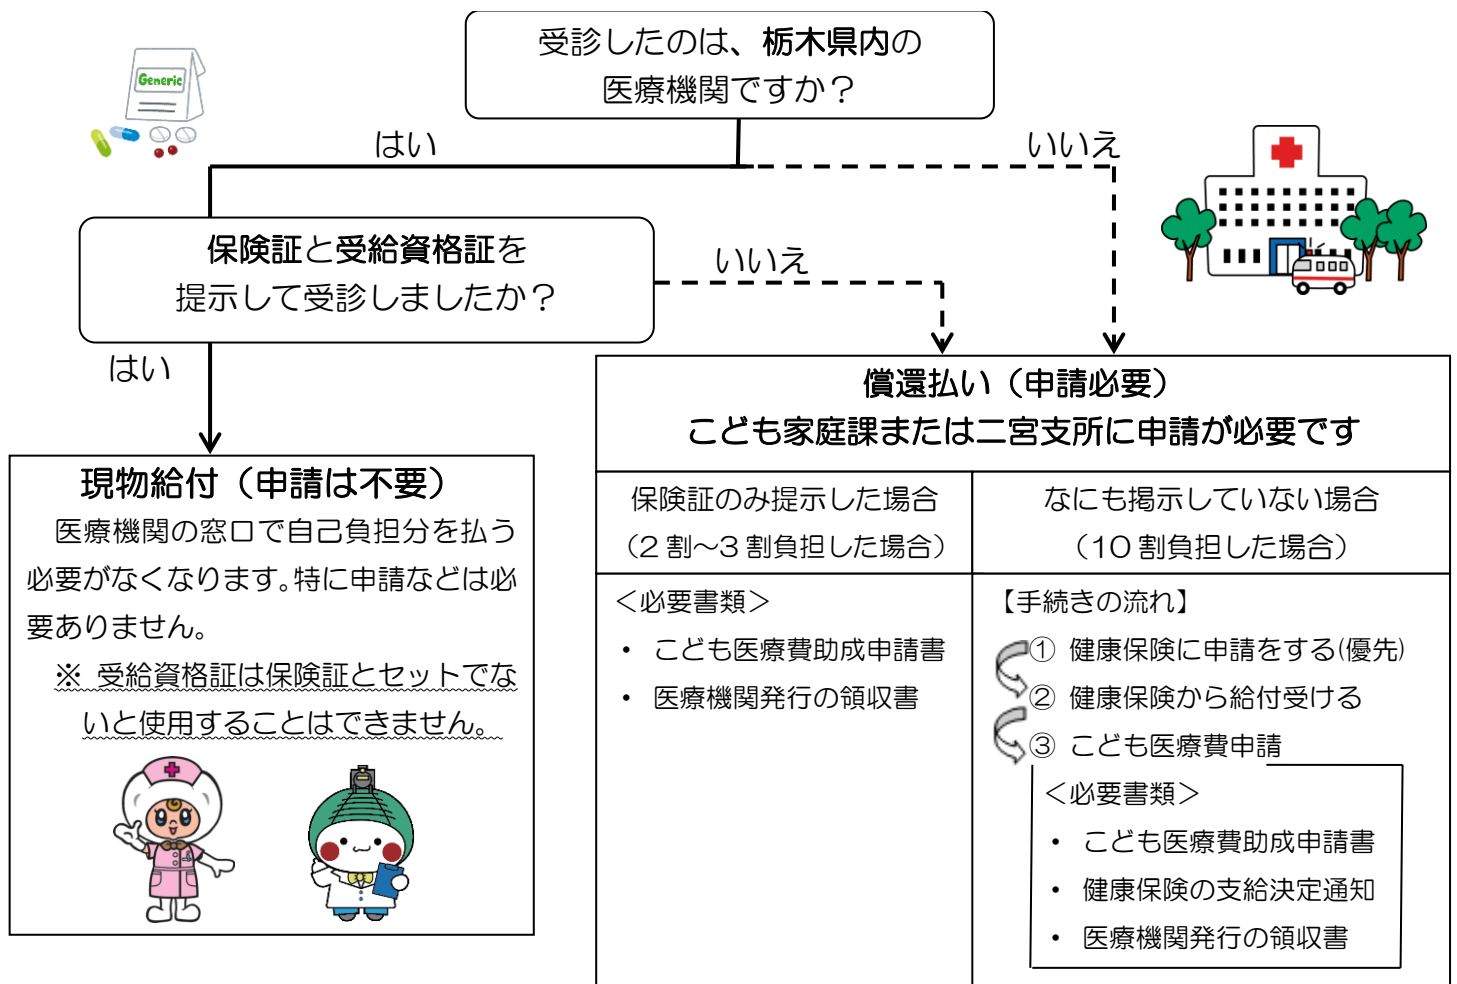 受診したのは、栃木県内の
医療機関ですか？
Generic
はい
いいえ
保険証と受給資格証を
提示して受診しましたか？
いいえ
はい
現物給付（申請は不要）
医療機関の窓口で自己負担分を払う
必要がなくなります。特に申請などは必
要ありません。
※ 受給資格証は保険証とセットでな
いと使用することはできません。
償還払い（申請必要）
こども家庭課または二宮支所に申請が必要です
保険証のみ提示した場合
（2割～3割負担した場合）
なにも掲示していない場合
（10割負担した場合）
＜必要書類＞
・ こども医療費助成申請書
・ 医療機関発行の領収書
【手続きの流れ】
① 健康保険に申請をする(優先)
② 健康保険から給付受ける
③ こども医療費申請
＜必要書類＞
・ こども医療費助成申請書
・ 健康保険の支給決定通知
・ 医療機関発行の領収書